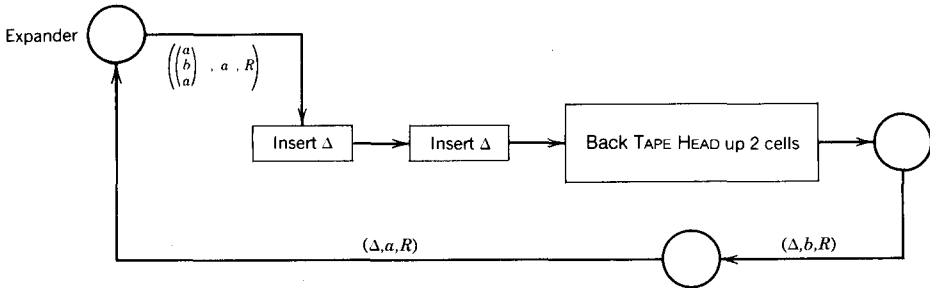 Expander
((a b a) , a , R)
Insert Δ
Insert Δ
Back TAPE HEAD up 2 cells
(Δ,a,R)
(Δ,b,R)